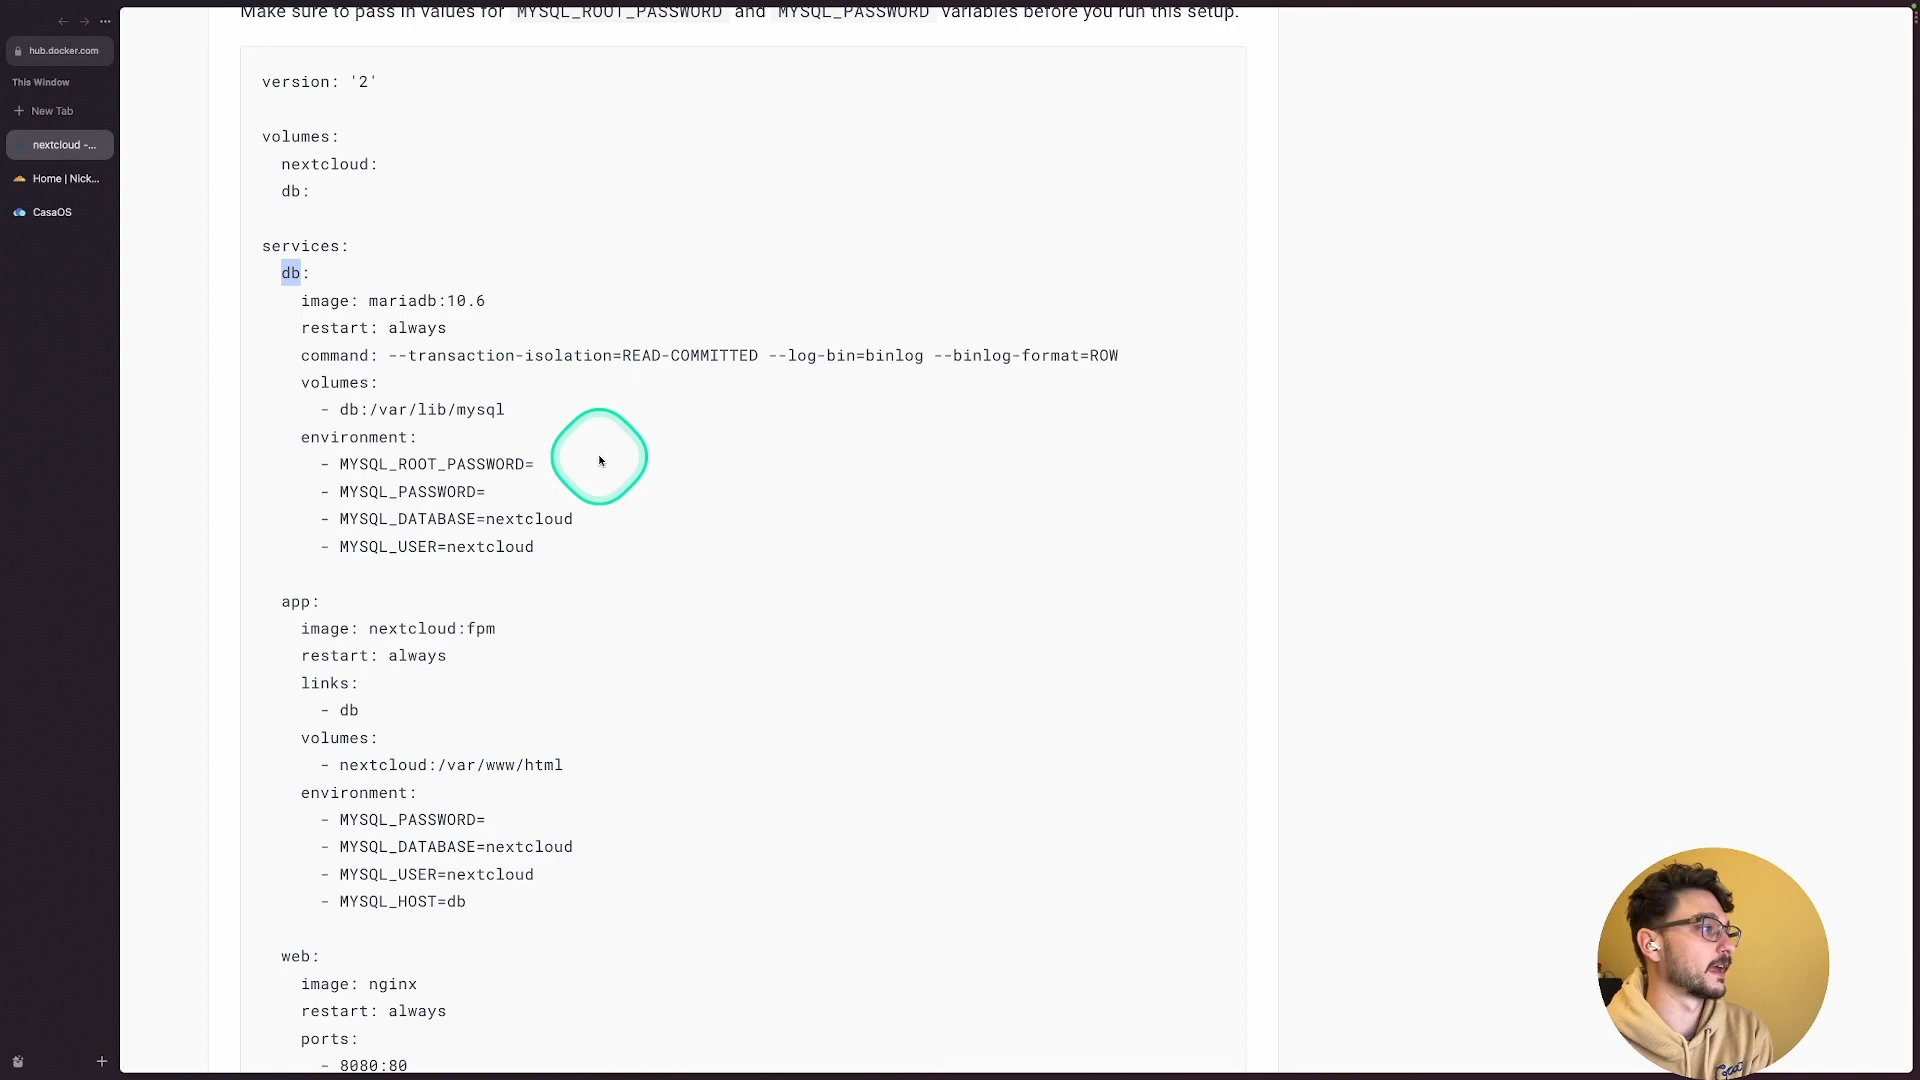 hub.docker.com
This Window
New Tab
nextcloud -...
Home | Nick...
CasaOS
Make sure to pass in values for MYSQL_ROOT_PASSWORD and MYSQL_PASSWORD variables before you run this setup.
version: '2'
volumes:
nextcloud:
db:
services:
db:
image: mariadb:10.6
restart: always
command: --transaction-isolation=READ-COMMITTED --log-bin=binlog --binlog-format=ROW
volumes:
- db:/var/lib/mysql
environment:
- MYSQL_ROOT_PASSWORD=
- MYSQL_PASSWORD=
- MYSQL_DATABASE=nextcloud
- MYSQL_USER=nextcloud
app:
image: nextcloud:fpm
restart: always
links:
- db
volumes:
- nextcloud:/var/www/html
environment:
- MYSQL_PASSWORD=
- MYSQL_DATABASE=nextcloud
- MYSQL_USER=nextcloud
- MYSQL_HOST=db
web:
image: nginx
restart: always
ports:
- 8080:80